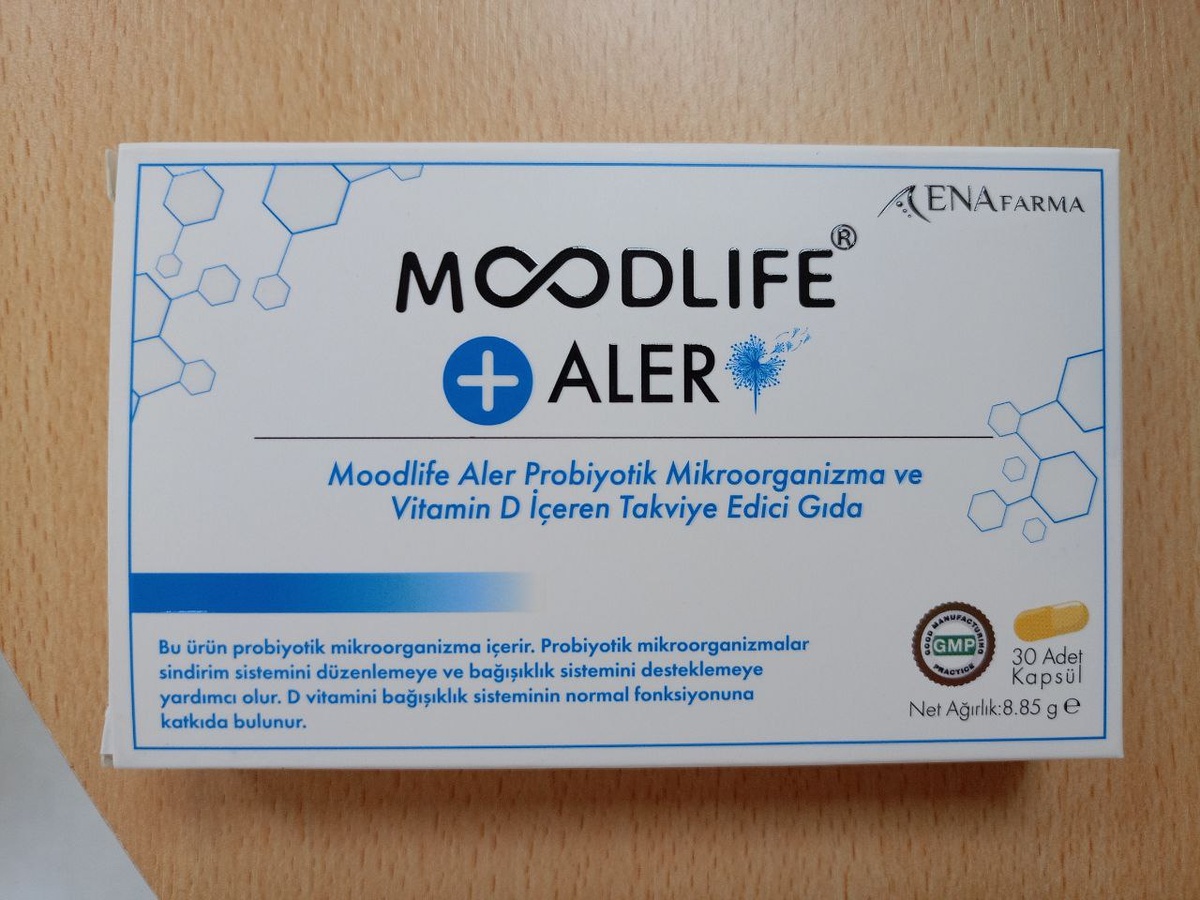 AENAFARMA
MOODLIFE®
+ ALER
Moodlife Aler Probiyotik Mikroorganizma ve
Vitamin D İçeren Takviye Edici Gıda
Bu ürün probiyotik mikroorganizma içerir. Probiyotik mikroorganizmalar
sindirim sistemini düzenlemeye ve bağışıklık sistemini desteklemeye
yardımcı olur. D vitamini bağışıklık sisteminin normal fonksiyonuna
katkıda bulunur.
GOOD MANUFACTURING
GMP
PRACTICE
30 Adet
Kapsül
Net Ağırlık:8.85 g ℮